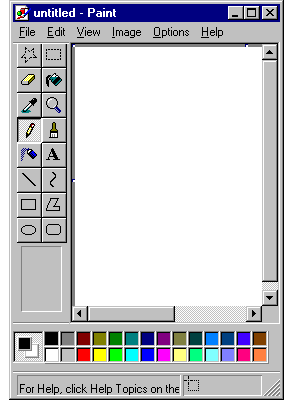 untitled - Paint
File Edit View Image Options Help
A
For Help, click Help Topics on the